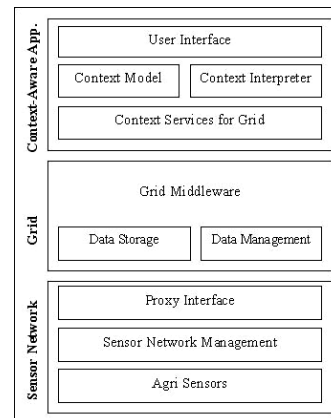 Context-Aware App.
User Interface
Context Model
Context Interpreter
Context Services for Grid
Grid
Grid Middleware
Data Storage
Data Management
Sensor Network
Proxy Interface
Sensor Network Management
Agri Sensors